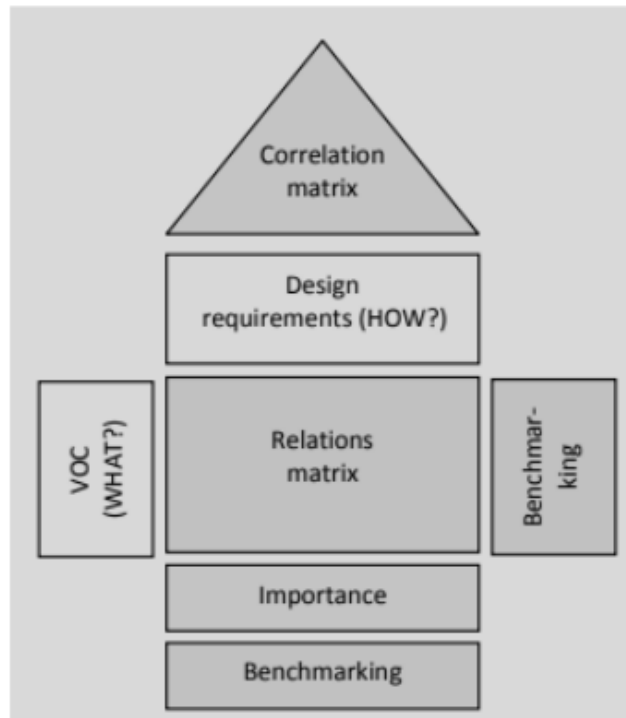 Correlation
matrix
Design
requirements (HOW?)
VOC
(WHAT?)
Relations
matrix
Benchmar-
king
Importance
Benchmarking